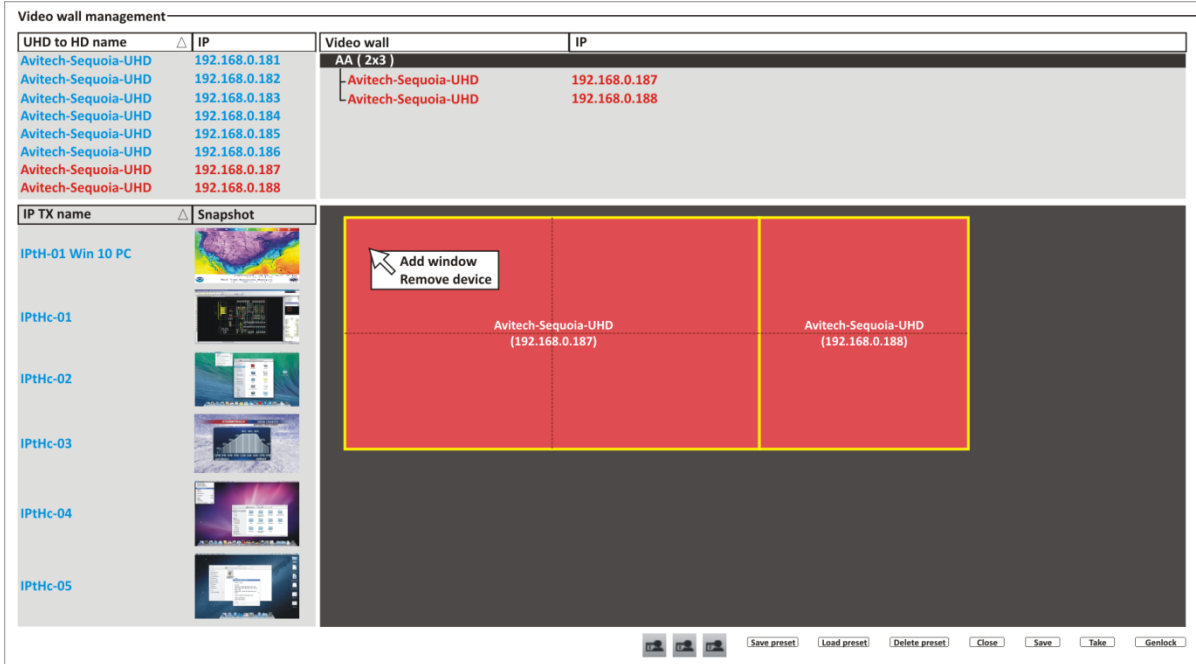 Video wall management
UHD to HD name △ IP
Avitech-Sequoia-UHD 192.168.0.181
Avitech-Sequoia-UHD 192.168.0.182
Avitech-Sequoia-UHD 192.168.0.183
Avitech-Sequoia-UHD 192.168.0.184
Avitech-Sequoia-UHD 192.168.0.185
Avitech-Sequoia-UHD 192.168.0.186
Avitech-Sequoia-UHD 192.168.0.187
Avitech-Sequoia-UHD 192.168.0.188
Video wall IP
AA ( 2x3 )
Avitech-Sequoia-UHD 192.168.0.187
Avitech-Sequoia-UHD 192.168.0.188
IP TX name △ Snapshot
IPtH-01 Win 10 PC
IPtHc-01
IPtHc-02
IPtHc-03
IPtHc-04
IPtHc-05
Add window
Remove device
Avitech-Sequoia-UHD
(192.168.0.187)
Avitech-Sequoia-UHD
(192.168.0.188)
Save preset Load preset Delete preset Close Save Take Genlock